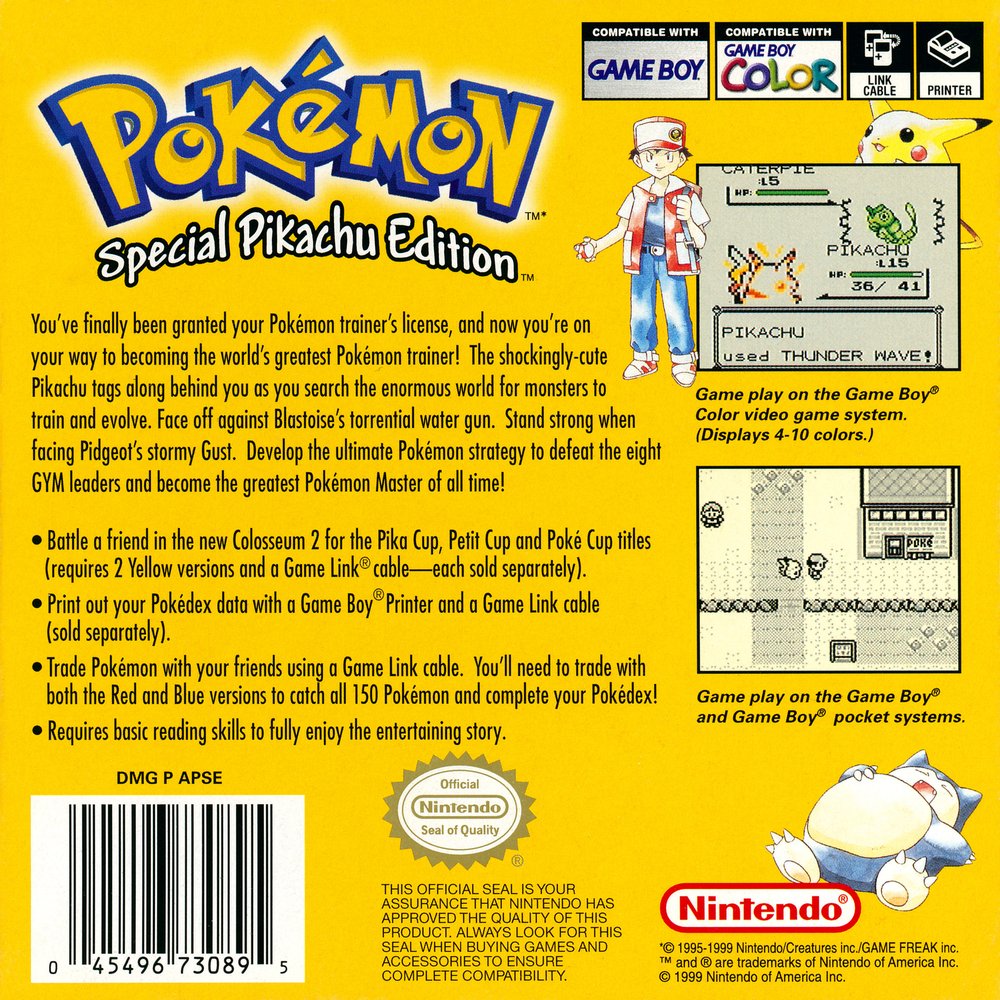 COMPATIBLE WITH
GAME BOY™
COMPATIBLE WITH
GAME BOY
COLOR
LINK
CABLE
PRINTER
POKéMON
™*
Special Pikachu Edition™
CATERPIE
:L5
HP:
PIKACHU
:L15
HP:
36/ 41
PIKACHU
used THUNDER WAVE!
Game play on the Game Boy®
Color video game system.
(Displays 4-10 colors.)
You've finally been granted your Pokémon trainer's license, and now you're on
your way to becoming the world's greatest Pokémon trainer! The shockingly-cute
Pikachu tags along behind you as you search the enormous world for monsters to
train and evolve. Face off against Blastoise's torrential water gun. Stand strong when
facing Pidgeot's stormy Gust. Develop the ultimate Pokémon strategy to defeat the eight
GYM leaders and become the greatest Pokémon Master of all time!
• Battle a friend in the new Colosseum 2 for the Pika Cup, Petit Cup and Poké Cup titles
(requires 2 Yellow versions and a Game Link® cable—each sold separately).
• Print out your Pokédex data with a Game Boy® Printer and a Game Link cable
(sold separately).
• Trade Pokémon with your friends using a Game Link cable. You'll need to trade with
both the Red and Blue versions to catch all 150 Pokémon and complete your Pokédex!
• Requires basic reading skills to fully enjoy the entertaining story.
POKé
Game play on the Game Boy®
and Game Boy® pocket systems.
DMG P APSE
0 45496 73089 5
Official
Nintendo
Seal of Quality
®
THIS OFFICIAL SEAL IS YOUR
ASSURANCE THAT NINTENDO HAS
APPROVED THE QUALITY OF THIS
PRODUCT. ALWAYS LOOK FOR THIS
SEAL WHEN BUYING GAMES AND
ACCESSORIES TO ENSURE
COMPLETE COMPATIBILITY.
Nintendo®
*© 1995-1999 Nintendo/Creatures inc./GAME FREAK inc.
™ and ® are trademarks of Nintendo of America Inc.
© 1999 Nintendo of America Inc.